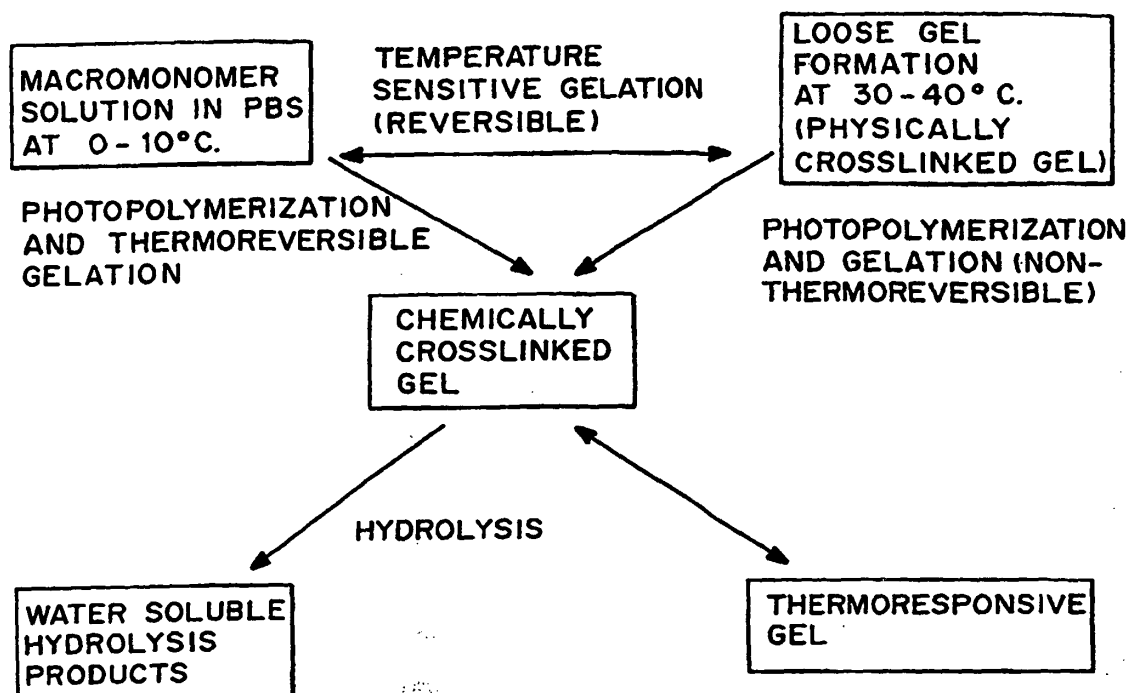 MACROMONOMER
SOLUTION IN PBS
AT 0-10°C.
TEMPERATURE
SENSITIVE GELATION
(REVERSIBLE)
LOOSE GEL
FORMATION
AT 30-40° C.
(PHYSICALLY
CROSSLINKED GEL)
PHOTOPOLYMERIZATION
AND THERMOREVERSIBLE
GELATION
PHOTOPOLYMERIZATION
AND GELATION (NON-
THERMOREVERSIBLE)
CHEMICALLY
CROSSLINKED
GEL
HYDROLYSIS
WATER SOLUBLE
HYDROLYSIS
PRODUCTS
THERMORESPONSIVE
GEL